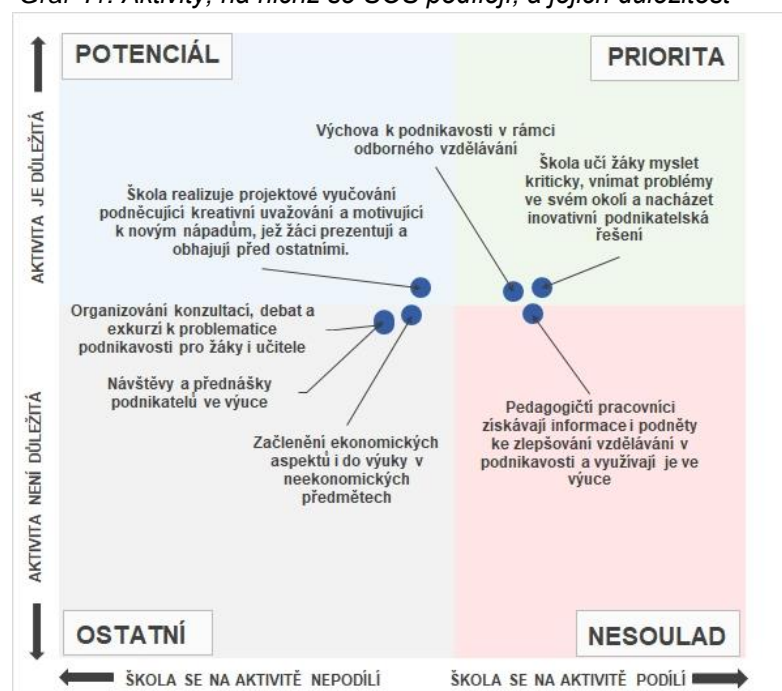 Graf 11: Aktivity, na nichž se SOŠ podílejí, a jejich důležitost
POTENCIÁL
PRIORITA
Výchova k podnikavosti v rámci
odborného vzdělávání
Škola učí žáky myslet
kriticky, vnímat problémy
ve svém okolí a nacházet
inovativní podnikatelská
řešení
Škola realizuje projektové vyučování
podněcující kreativní uvažování a motivující
k novým nápadům, jež žáci prezentují a
obhajují před ostatními.
Organizování konzultací, debat a
exkurzí k problematice
podnikavosti pro žáky i učitele
Návštěvy a přednášky
podnikatelů ve výuce
Začlenění ekonomických
aspektů i do výuky v
neekonomických
předmětech
Pedagogičtí pracovníci
získávají informace i podněty
ke zlepšování vzdělávání v
podnikavosti a využívají je ve
výuce
OSTATNÍ
NESOULAD
AKTIVITA JE DŮLEŽITÁ
AKTIVITA NENÍ DŮLEŽITÁ
ŠKOLA SE NA AKTIVITĚ NEPODÍLÍ
ŠKOLA SE NA AKTIVITĚ PODÍLÍ